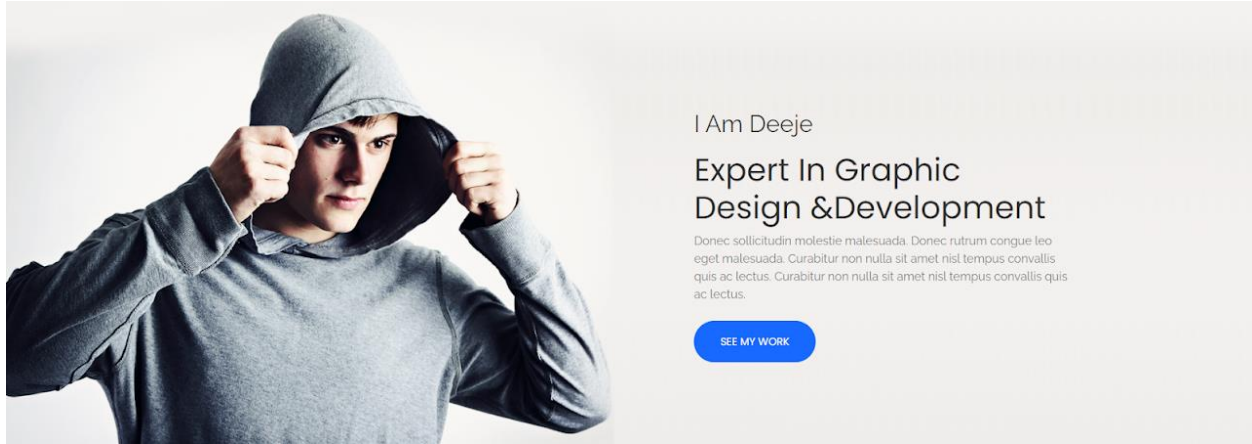 I Am Deeje
Expert In Graphic
Design &Development
Donec sollicitudin molestie malesuada. Donec rutrum congue leo
eget malesuada. Curabitur non nulla sit amet nisl tempus convallis
quis ac lectus. Curabitur non nulla sit amet nisl tempus convallis quis
ac lectus.
SEE MY WORK